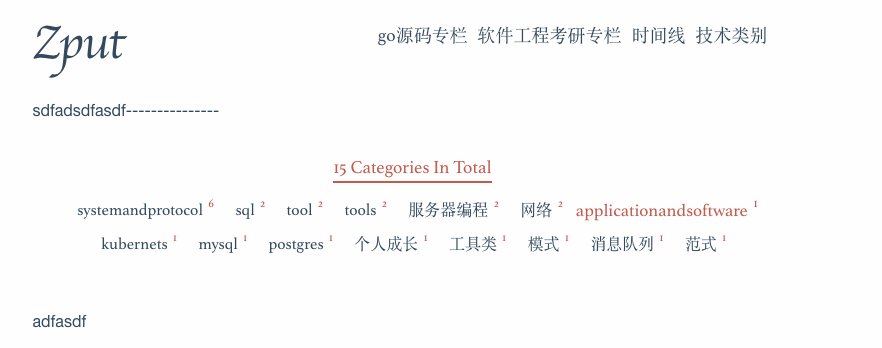 Zput
go源码专栏 软件工程考研专栏 时间线 技术类别
sdfadsdfasdf---------------
15 Categories In Total
systemandprotocol 6 sql 2 tool 2 tools 2 服务器编程 2 网络 2 applicationandsoftware 1
kubernets 1 mysql 1 postgres 1 个人成长 1 工具类 1 模式 1 消息队列 1 范式 1
adfasdf